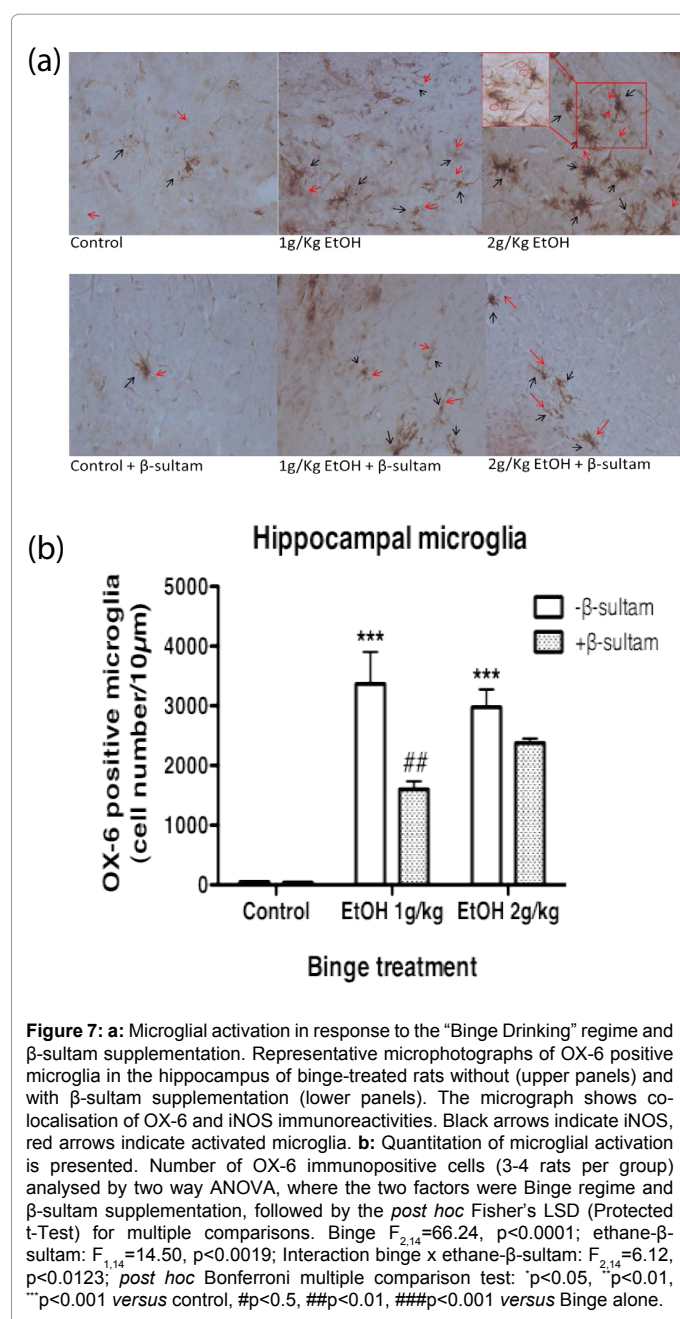 (a)
Control
1g/Kg EtOH
2g/Kg EtOH
Control + β-sultam
1g/Kg EtOH + β-sultam
2g/Kg EtOH + β-sultam
(b)
Hippocampal microglia
OX-6 positive microglia
(cell number/10µm)
5000
4000
3000
2000
1000
0
***
##
***
-β-sultam
+β-sultam
Control
EtOH 1g/kg
EtOH 2g/kg
Binge treatment
Figure 7: a: Microglial activation in response to the “Binge Drinking” regime and
β-sultam supplementation. Representative microphotographs of OX-6 positive
microglia in the hippocampus of binge-treated rats without (upper panels) and
with β-sultam supplementation (lower panels). The micrograph shows co-
localisation of OX-6 and iNOS immunoreactivities. Black arrows indicate iNOS,
red arrows indicate activated microglia. b: Quantitation of microglial activation
is presented. Number of OX-6 immunopositive cells (3-4 rats per group)
analysed by two way ANOVA, where the two factors were Binge regime and
β-sultam supplementation, followed by the post hoc Fisher’s LSD (Protected
t-Test) for multiple comparisons. Binge F2,14=66.24, p<0.0001; ethane-β-
sultam: F1,14=14.50, p<0.0019; Interaction binge x ethane-β-sultam: F2,14=6.12,
p<0.0123; post hoc Bonferroni multiple comparison test: *p<0.05, **p<0.01,
***p<0.001 versus control, #p<0.5, ##p<0.01, ###p<0.001 versus Binge alone.